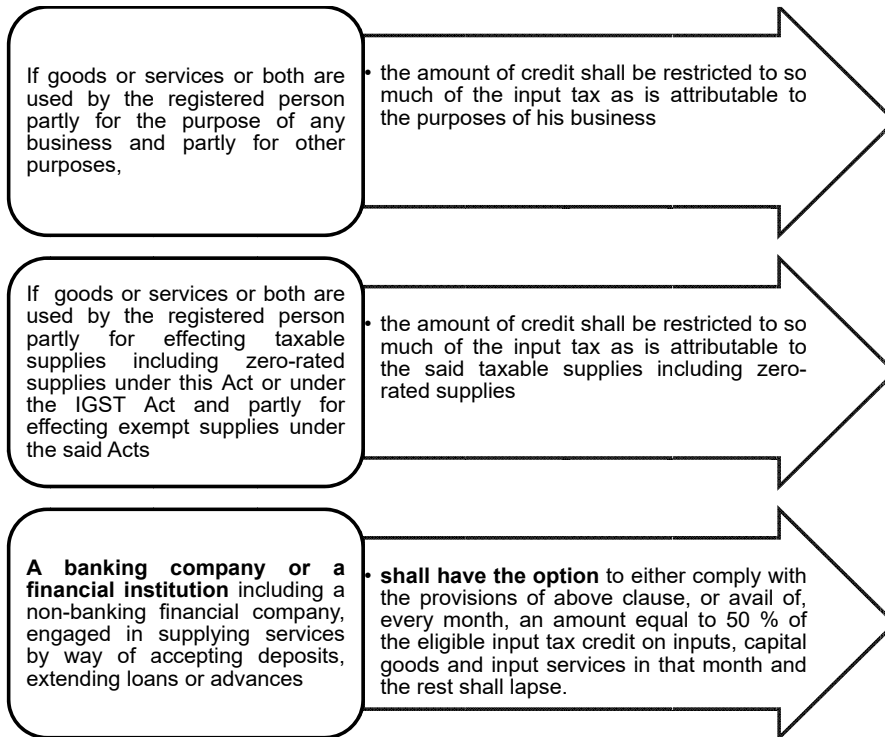 If goods or services or both are
used by the registered person
partly for the purpose of any
business and partly for other
purposes,
• the amount of credit shall be restricted to so
much of the input tax as is attributable to
the purposes of his business
If goods or services or both are
used by the registered person
partly for effecting taxable
supplies including zero-rated
supplies under this Act or under
the IGST Act and partly for
effecting exempt supplies under
the said Acts
• the amount of credit shall be restricted to so
much of the input tax as is attributable to
the said taxable supplies including zero-
rated supplies
A banking company or a
financial institution including a
non-banking financial company,
engaged in supplying services
by way of accepting deposits,
extending loans or advances
• shall have the option to either comply with
the provisions of above clause, or avail of,
every month, an amount equal to 50 % of
the eligible input tax credit on inputs, capital
goods and input services in that month and
the rest shall lapse.